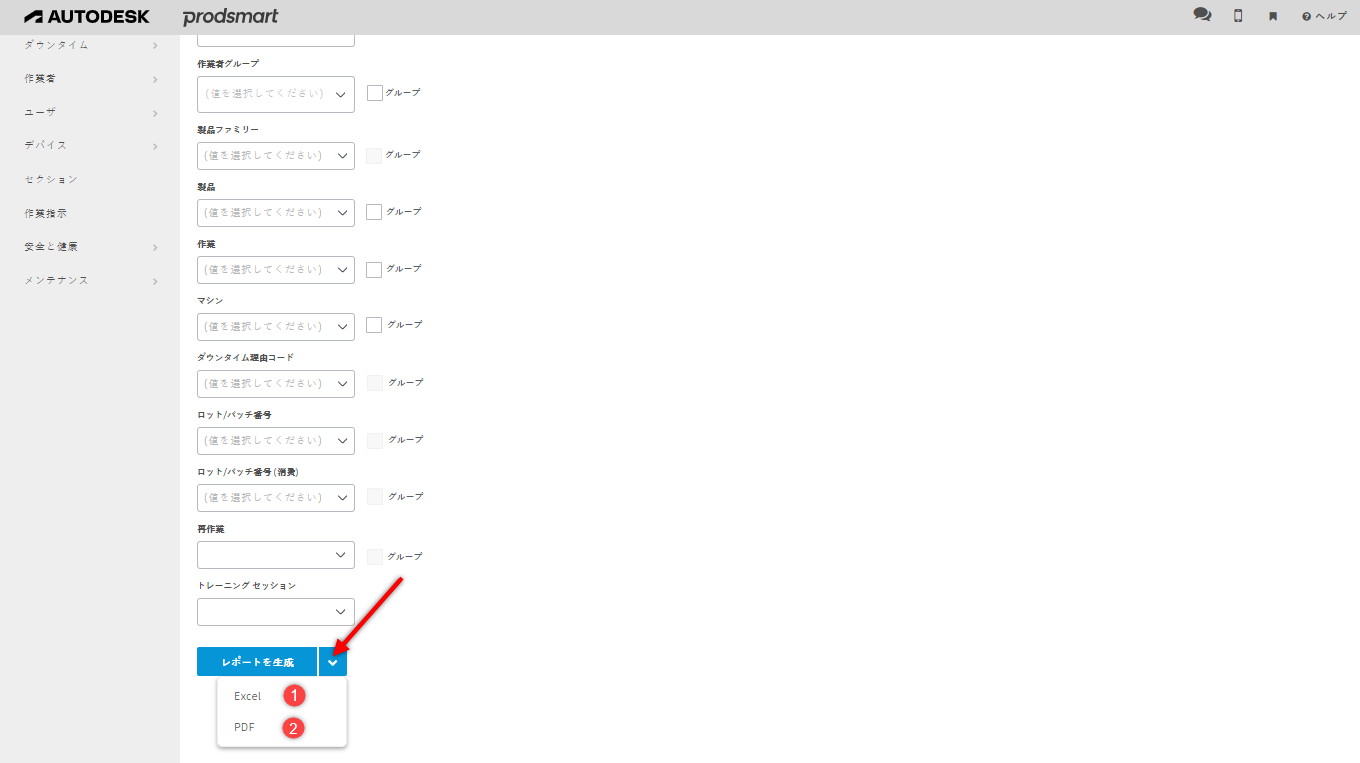 AUTODESK prodsmart ヘルプ
ダウンタイム
作業者
ユーザ
デバイス
セクション
作業指示
安全と健康
メンテナンス
作業者グループ
(値を選択してください) グループ
製品ファミリー
(値を選択してください) グループ
製品
(値を選択してください) グループ
作業
(値を選択してください) グループ
マシン
(値を選択してください) グループ
ダウンタイム理由コード
(値を選択してください) グループ
ロット/バッチ番号
(値を選択してください) グループ
ロット/バッチ番号 (消費)
(値を選択してください) グループ
再作業
グループ
トレーニング セッション
レポートを生成
Excel 1
PDF 2